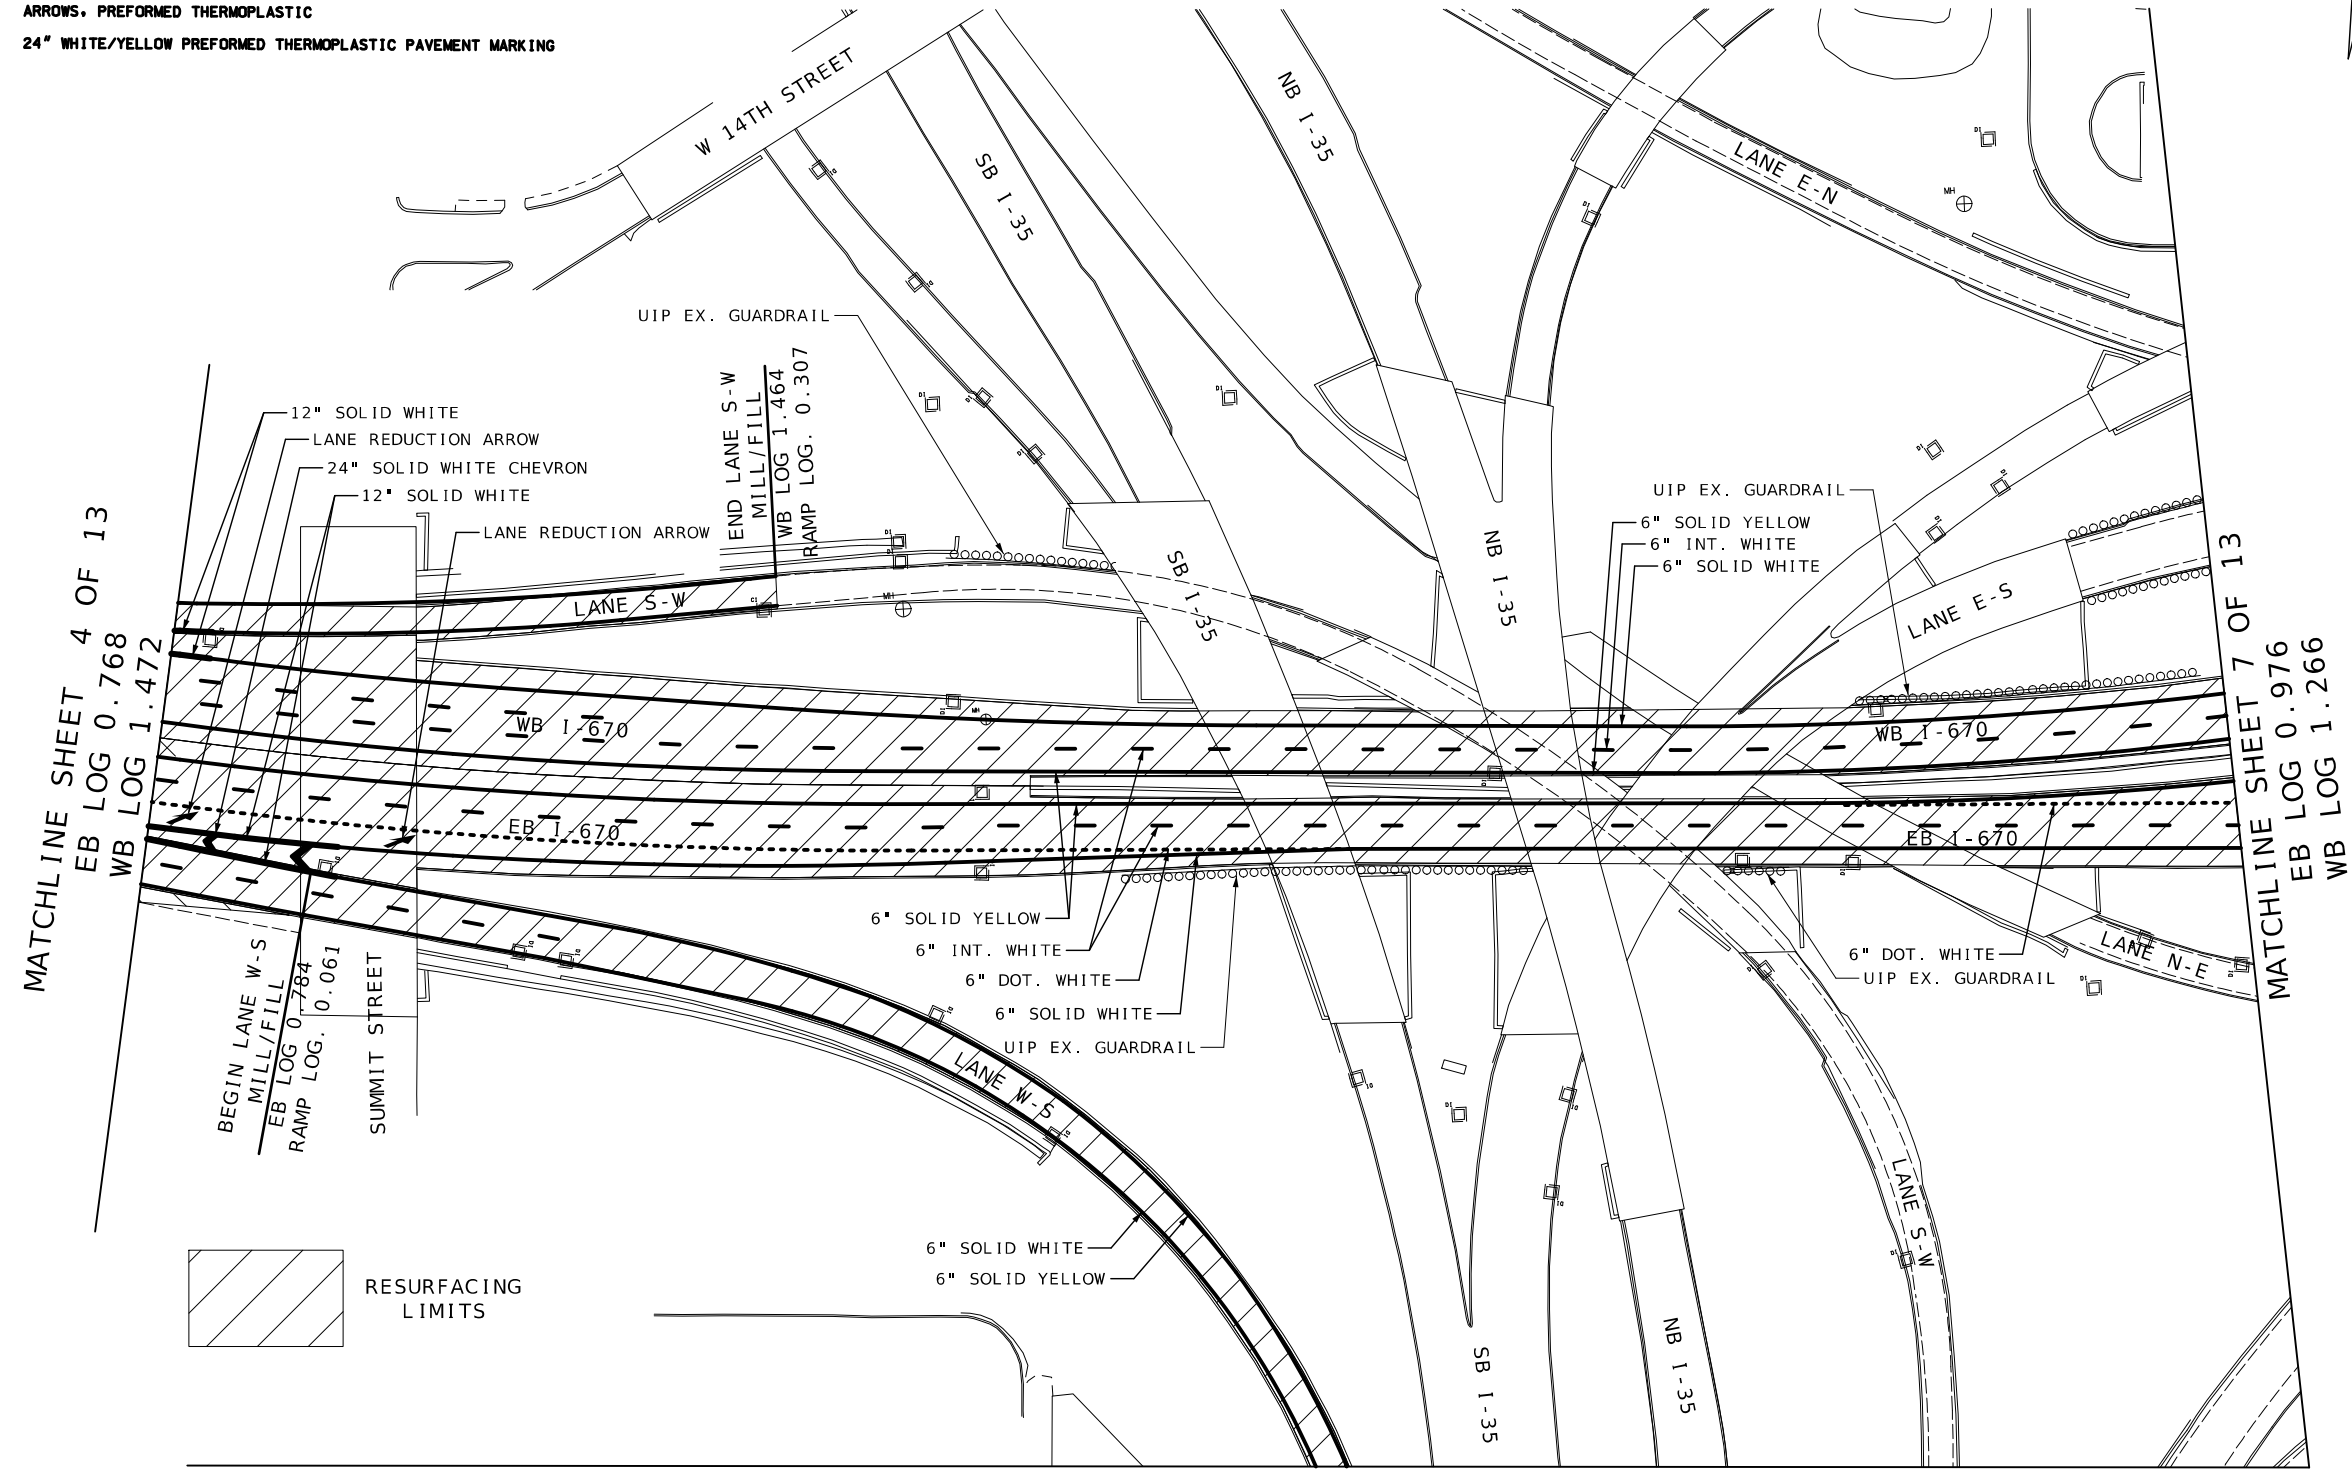 ARROWS, PREFORMED THERMOPLASTIC
24" WHITE/YELLOW PREFORMED THERMOPLASTIC PAVEMENT MARKING
W 14TH STREET
SB I-35
NB I-35
LANE E-N
DI
MH
UIP EX. GUARDRAIL
END LANE S-W
MILL/FILL
WB LOG 1.464
RAMP LOG. 0.307
12" SOLID WHITE
LANE REDUCTION ARROW
24" SOLID WHITE CHEVRON
12" SOLID WHITE
LANE REDUCTION ARROW
MATCHLINE SHEET 4 OF 13
EB LOG 0.768
WB LOG 1.472
LANE S-W
MH
SB I-35
NB I-35
UIP EX. GUARDRAIL
6" SOLID YELLOW
6" INT. WHITE
6" SOLID WHITE
LANE E-S
MATCHLINE SHEET 7 OF 13
EB LOG 0.976
WB LOG 1.266
WB I-670
MH
WB I-670
EB I-670
EB I-670
6" SOLID YELLOW
6" INT. WHITE
6" DOT. WHITE
6" SOLID WHITE
UIP EX. GUARDRAIL
6" DOT. WHITE
UIP EX. GUARDRAIL
LANE N-E
BEGIN LANE W-S
MILL/FILL
EB LOG 0.784
RAMP LOG. 0.061
SUMMIT STREET
LANE W-S
LANE S-W
6" SOLID WHITE
6" SOLID YELLOW
RESURFACING
LIMITS
SB I-35
NB I-35